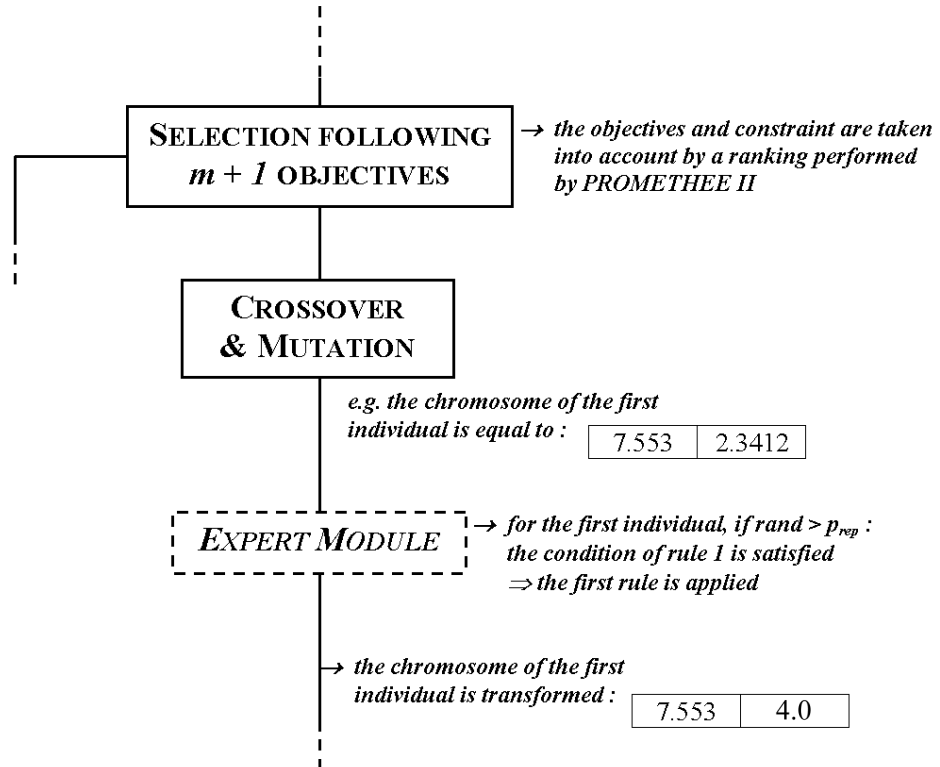 SELECTION FOLLOWING
m + 1 OBJECTIVES
→ the objectives and constraint are taken
into account by a ranking performed
by PROMETHEE II
CROSSOVER
& MUTATION
e.g. the chromosome of the first
individual is equal to :
7.553 2.3412
EXPERT MODULE
→ for the first individual, if rand > p_rep :
the condition of rule 1 is satisfied
⇒ the first rule is applied
→ the chromosome of the first
individual is transformed :
7.553 4.0